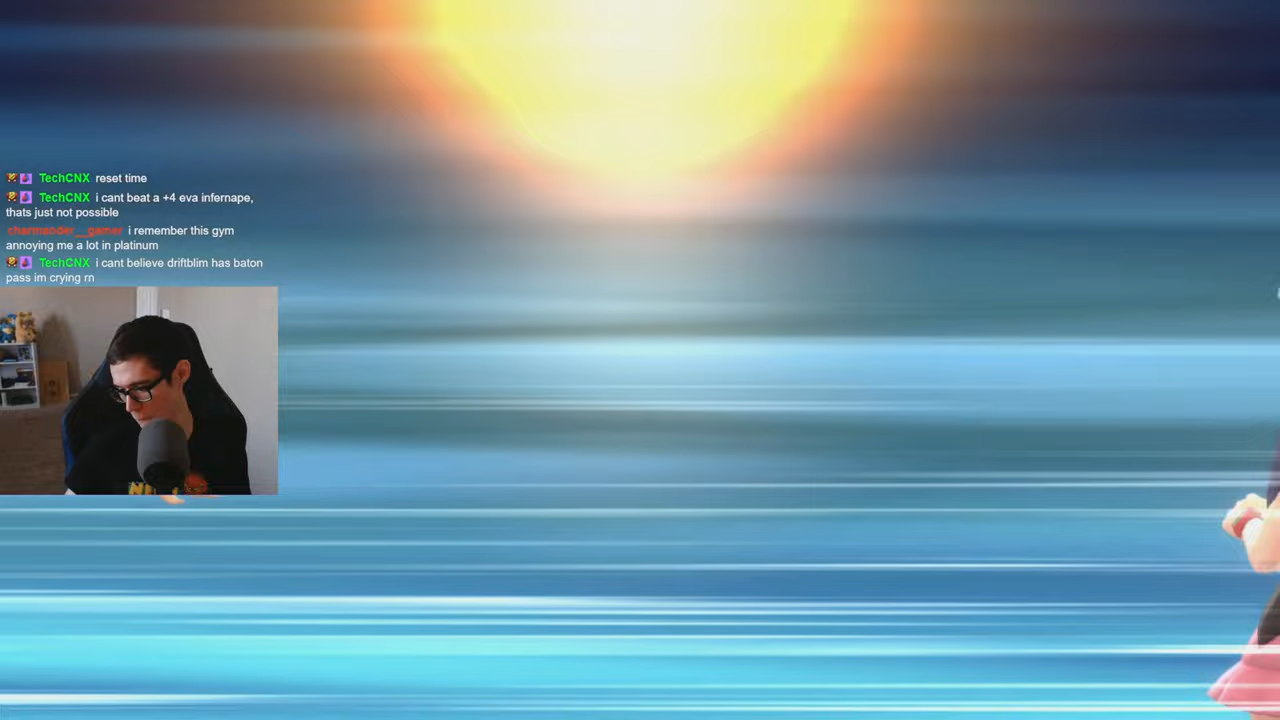 TechCNX reset time
TechCNX i cant beat a +4 eva infernape,
thats just not possible
charmander__gamer i remember this gym
annoying me a lot in platinum
TechCNX i cant believe driftblim has baton
pass im crying rn